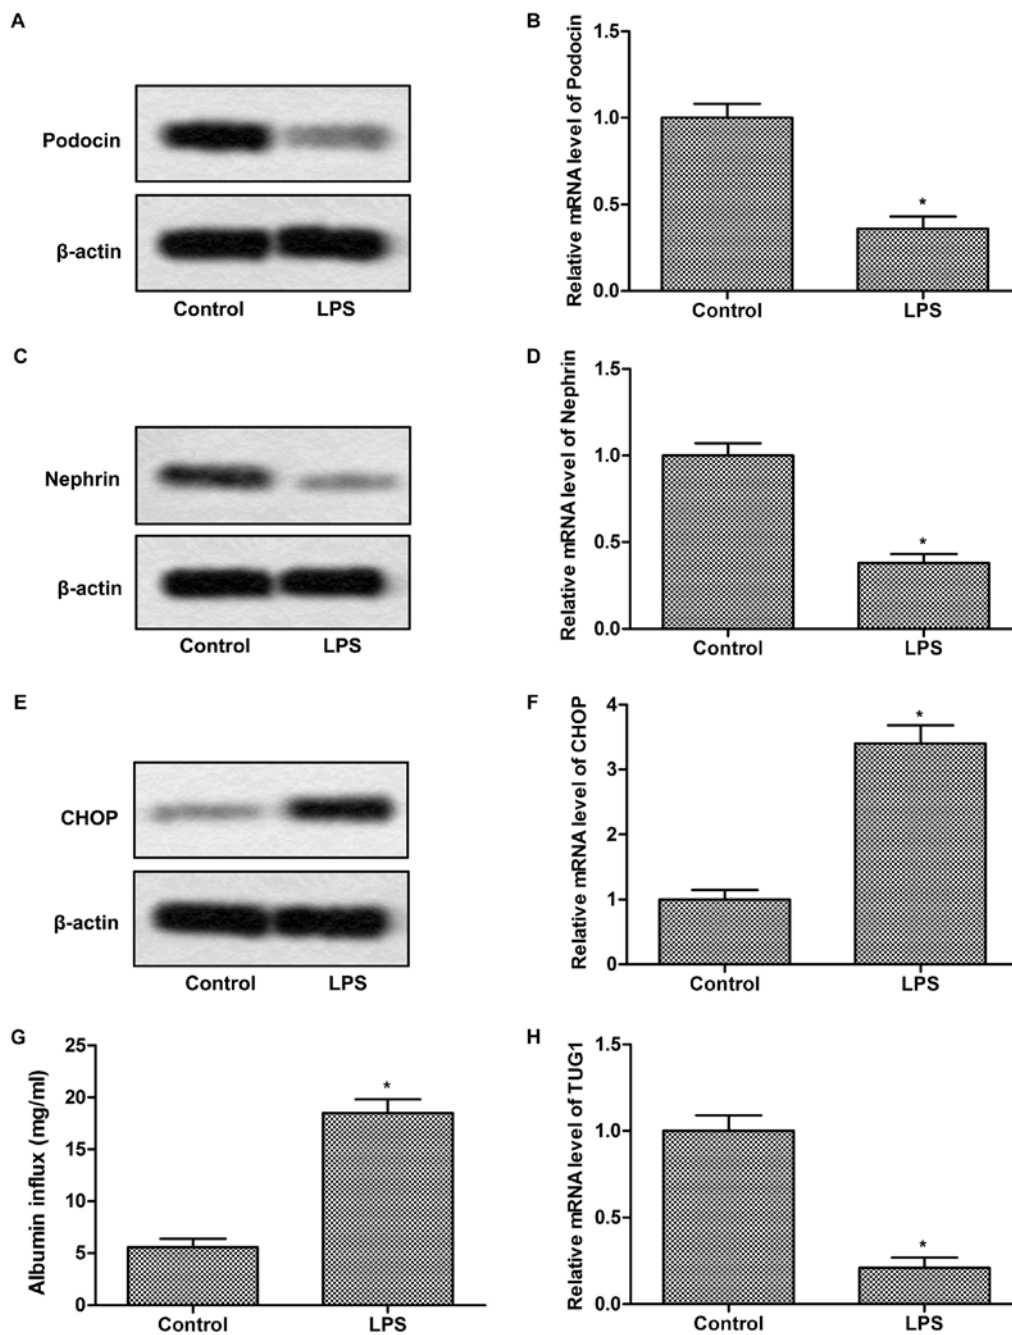 A
Podocin
β-actin
Control LPS
B
Relative mRNA level of Podocin
1.5
1.0
0.5
0.0
*
Control LPS
C
Nephrin
β-actin
Control LPS
D
Relative mRNA level of Nephrin
1.5
1.0
0.5
0.0
*
Control LPS
E
CHOP
β-actin
Control LPS
F
Relative mRNA level of CHOP
4
3
2
1
0
*
Control LPS
G
Albumin influx (mg/ml)
25
20
15
10
5
0
*
Control LPS
H
Relative mRNA level of TUG1
1.5
1.0
0.5
0.0
*
Control LPS